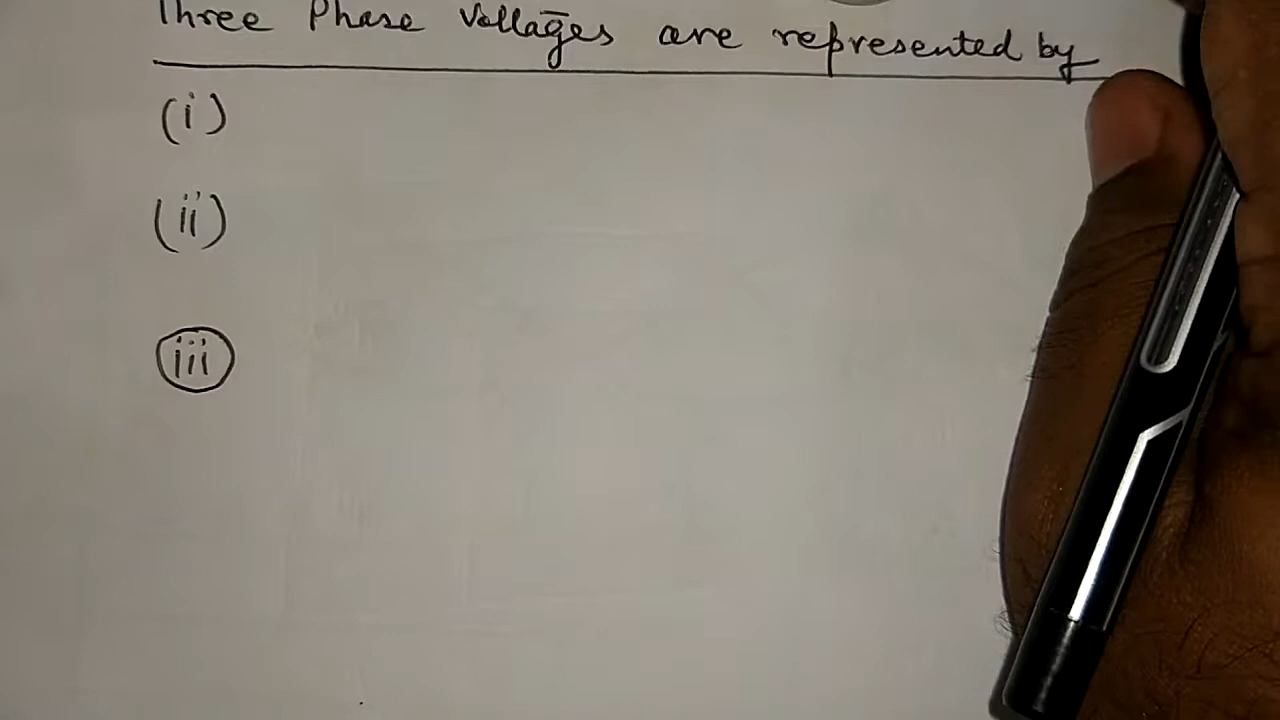 Three Phase Voltages are represented by
(i)
(ii)
(iii)